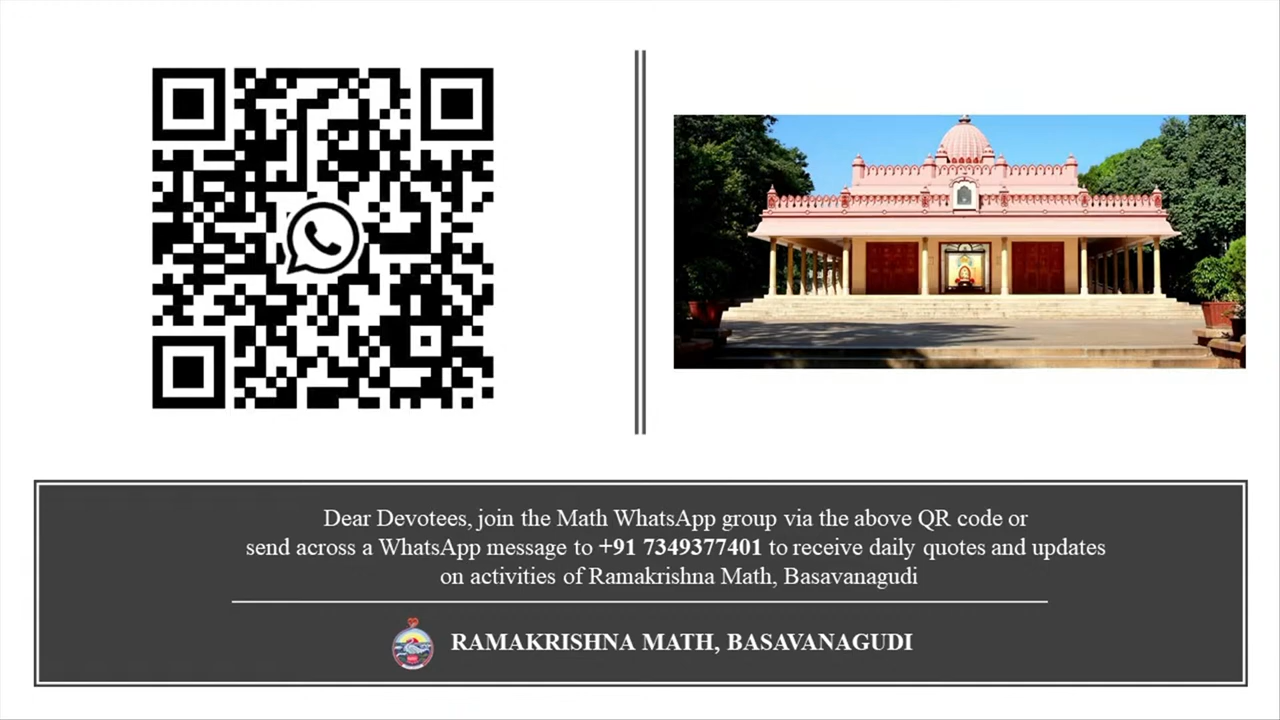 Dear Devotees, join the Math WhatsApp group via the above QR code or
send across a WhatsApp message to +91 7349377401 to receive daily quotes and updates
on activities of Ramakrishna Math, Basavanagudi
RAMAKRISHNA MATH, BASAVANAGUDI